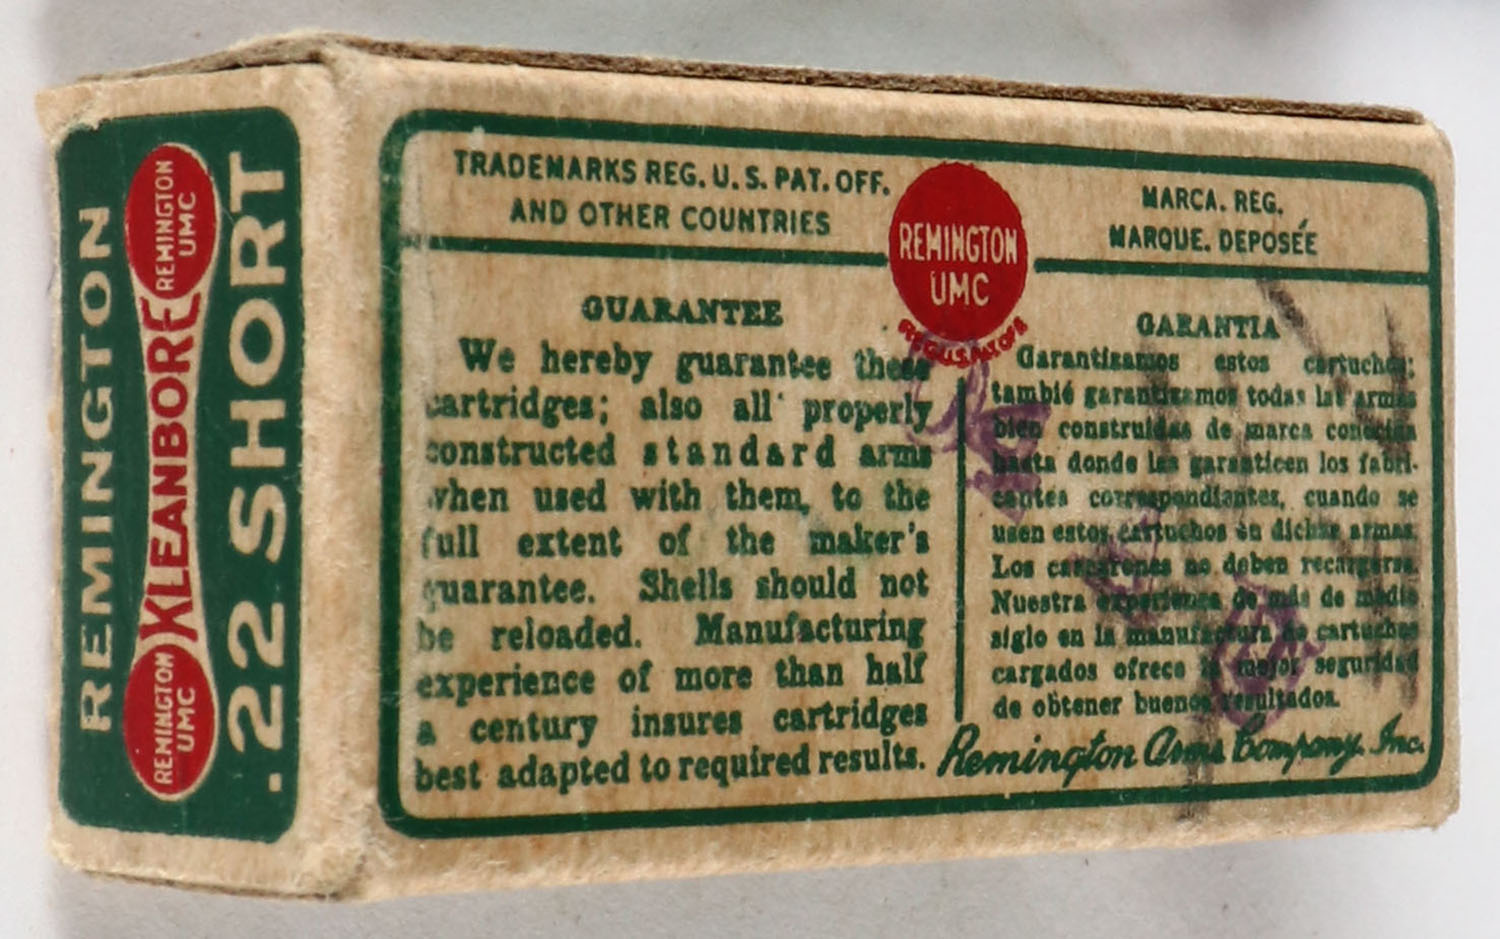 REMINGTON
REMINGTON
UMC
KLEANBORE
REMINGTON
UMC
.22 SHORT
TRADEMARKS REG. U. S. PAT. OFF.
AND OTHER COUNTRIES
REMINGTON
UMC
REG. U.S. PAT. OFF.
MARCA. REG.
MARQUE. DEPOSÉE
GUARANTEE
We hereby guarantee these
cartridges; also all properly
constructed standard arms
when used with them, to the
full extent of the maker's
guarantee. Shells should not
be reloaded. Manufacturing
experience of more than half
a century insures cartridges
best adapted to required results.
GARANTIA
Garantisamos estos cartuchos;
tambié garantizamos todas las armas
bien construidas de marca conocida
hasta donde las garanticen los fabri-
cantes correspondiantes, cuando se
usen estos cartuchos en dichas armas.
Los cascarones no deben recargarse.
Nuestra experiencia de más de medio
siglo en la manufactura de cartuchos
cargados ofrece la mejor seguridad
de obtener buenos resultados.
Remington Arms Company, Inc.